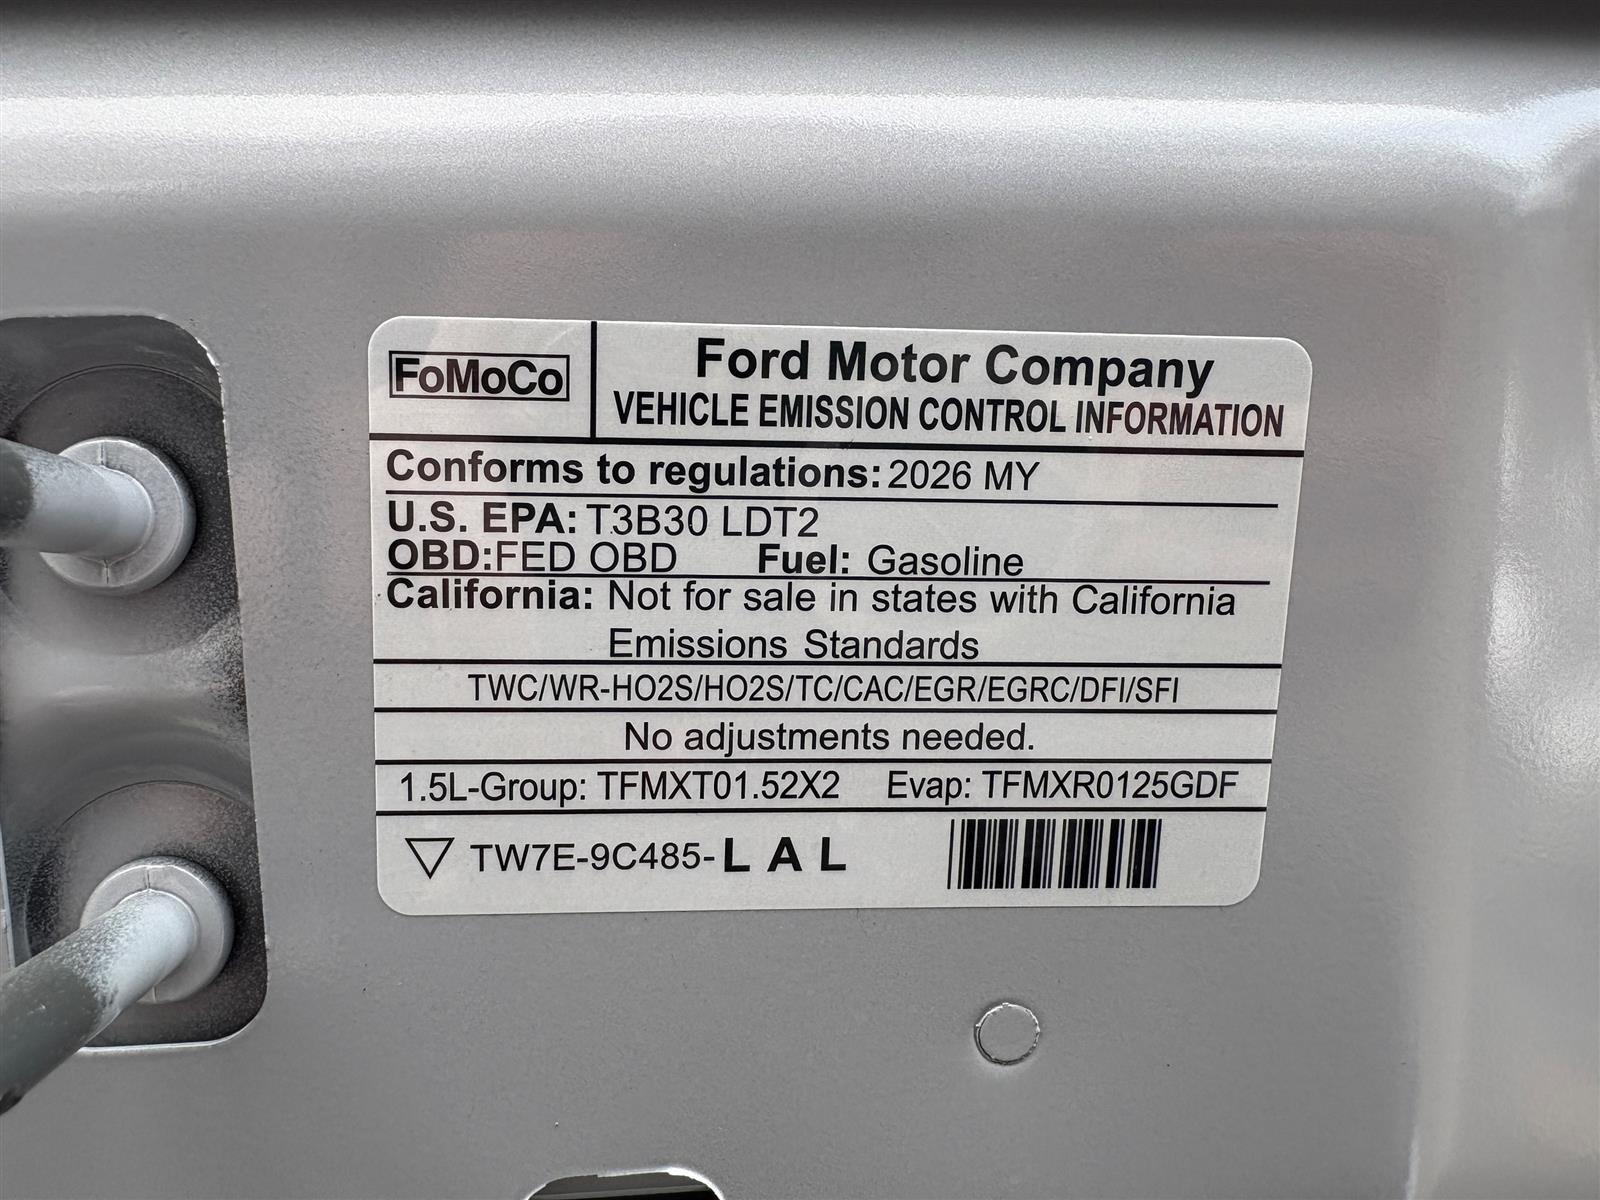 FoMoCo
Ford Motor Company
VEHICLE EMISSION CONTROL INFORMATION
Conforms to regulations: 2026 MY
U.S. EPA: T3B30 LDT2
OBD:FED OBD Fuel: Gasoline
California: Not for sale in states with California
Emissions Standards
TWC/WR-HO2S/HO2S/TC/CAC/EGR/EGRC/DFI/SFI
No adjustments needed.
1.5L-Group: TFMXT01.52X2 Evap: TFMXR0125GDF
TW7E-9C485-LAL